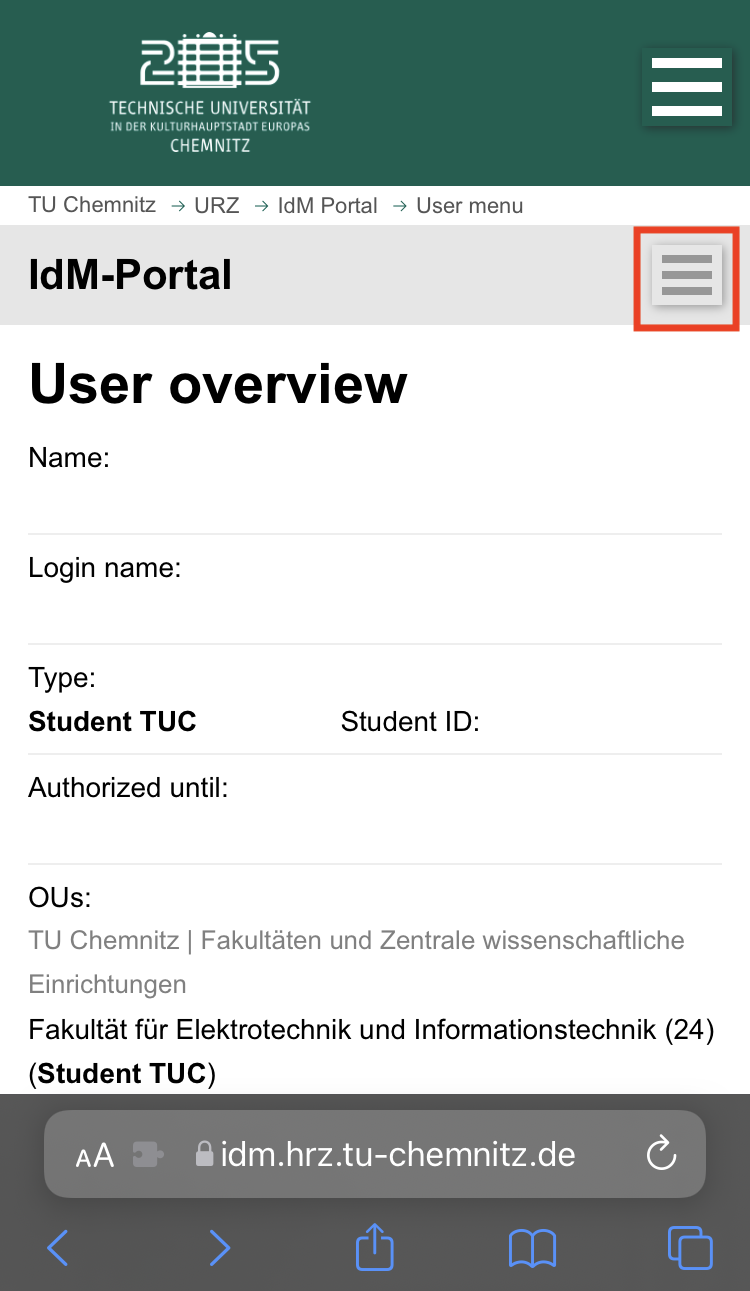 205
TECHNISCHE UNIVERSITÄT
IN DER KULTURHAUPTSTADT EUROPAS
CHEMNITZ
TU Chemnitz → URZ → IdM Portal → User menu
IdM-Portal
User overview
Name:
Login name:
Type:
Student TUC Student ID:
Authorized until:
OUs:
TU Chemnitz | Fakultäten und Zentrale wissenschaftliche
Einrichtungen
Fakultät für Elektrotechnik und Informationstechnik (24)
(Student TUC)
AA idm.hrz.tu-chemnitz.de